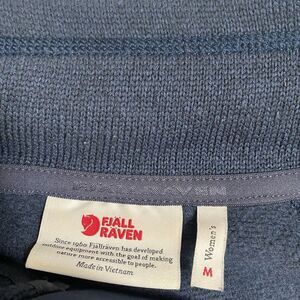 FJÄLL
RÄVEN
Since 1960 Fjällräven has developed
outdoor equipment with the goal of making
nature more accessible to people.
Made in Vietnam
Women's
M